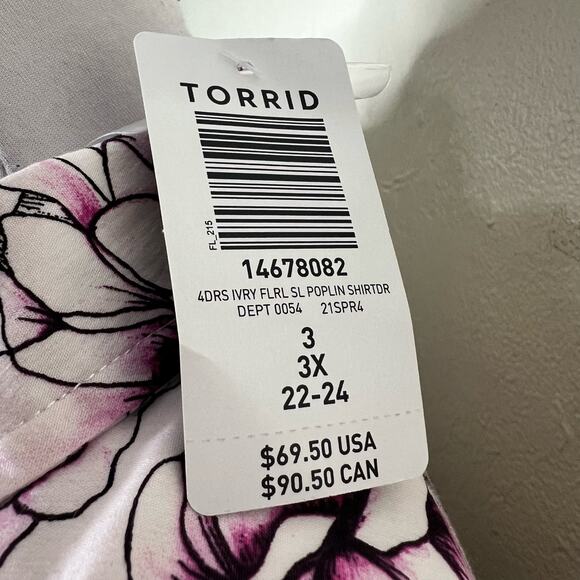 TORRID
FL_215
14678082
4DRS IVRY FLRL SL POPLIN SHIRTDR
DEPT 0054 21SPR4
3
3X
22-24
$69.50 USA
$90.50 CAN